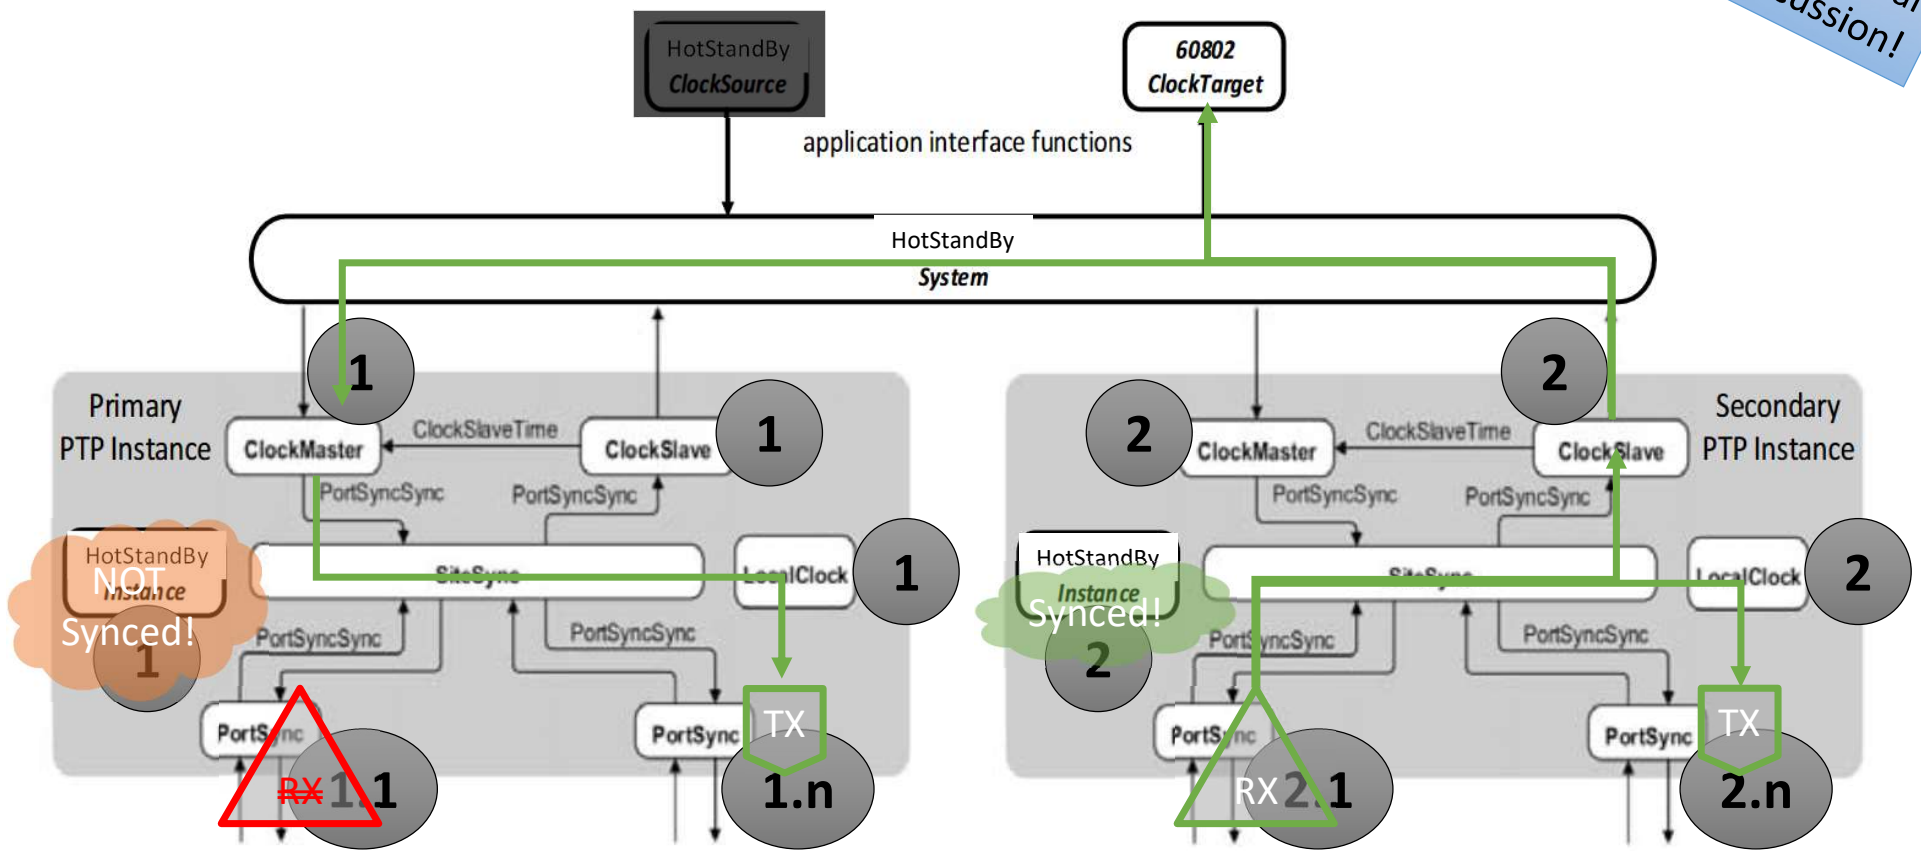 cussion!
HotStandBy
ClockSource
60802
ClockTarget
application interface functions
HotStandBy
System
1
2
Primary
PTP Instance
ClockMaster
ClockSlaveTime
ClockSlave
1
PortSyncSync
PortSyncSync
HotStandBy
Instance
NOT
Synced!
1
SiteSync
LocalClock
1
PortSyncSync
PortSyncSync
PortSync
RX
1.1
PortSync
TX
1.n
Secondary
PTP Instance
2
ClockMaster
ClockSlaveTime
ClockSlave
PortSyncSync
PortSyncSync
HotStandBy
Instance
Synced!
2
SiteSync
LocalClock
2
PortSyncSync
PortSyncSync
PortSync
RX
2.1
PortSync
TX
2.n